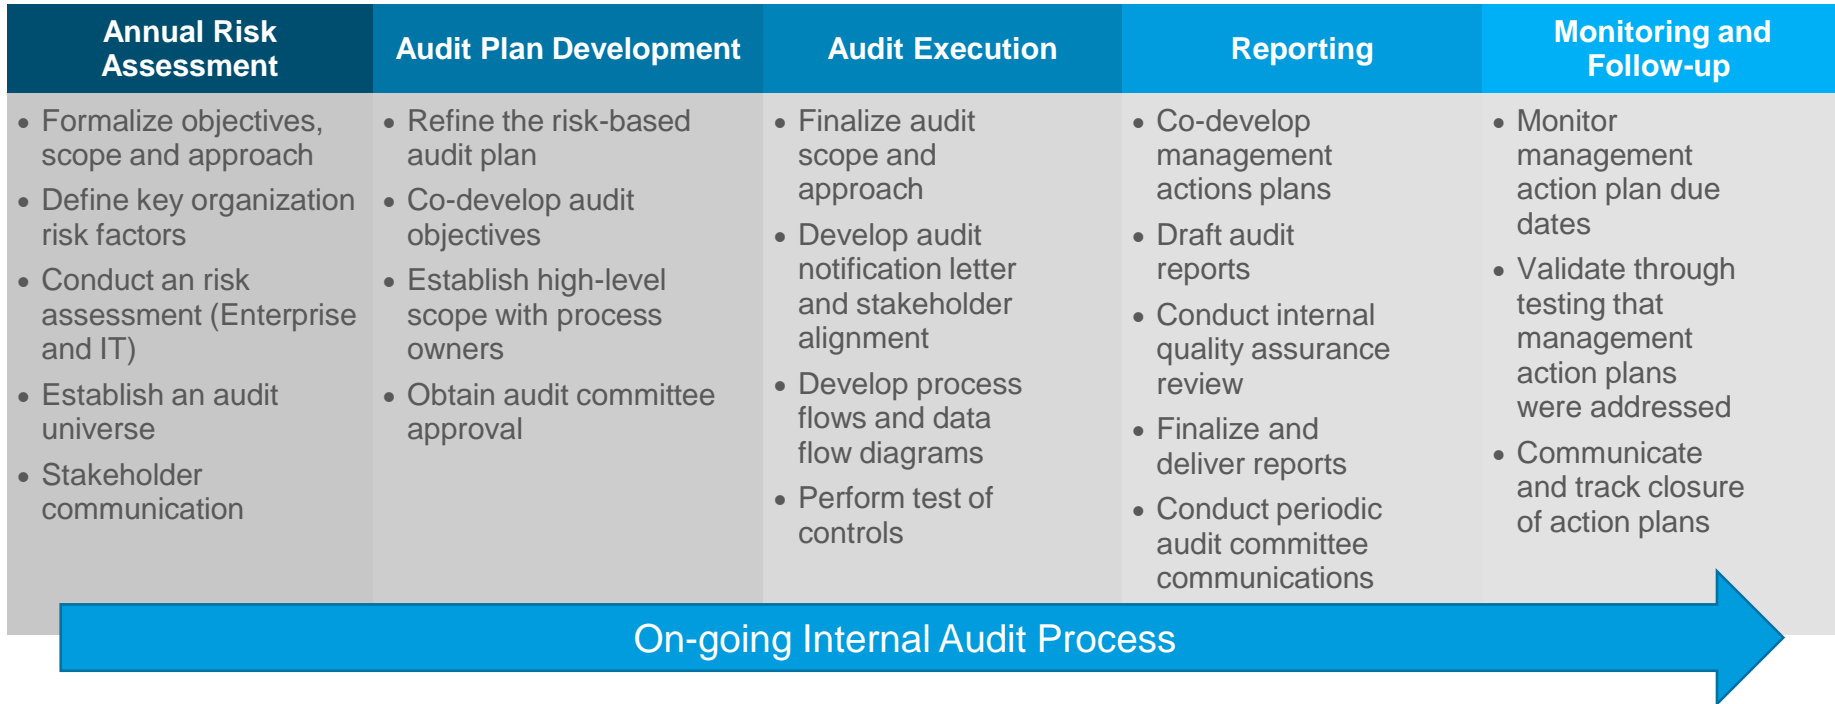 Annual Risk
Assessment
• Formalize objectives,
scope and approach
• Define key organization
risk factors
• Conduct an risk
assessment (Enterprise
and IT)
• Establish an audit
universe
• Stakeholder
communication
Audit Plan Development
• Refine the risk-based
audit plan
• Co-develop audit
objectives
• Establish high-level
scope with process
owners
• Obtain audit committee
approval
Audit Execution
• Finalize audit
scope and
approach
• Develop audit
notification letter
and stakeholder
alignment
• Develop process
flows and data
flow diagrams
• Perform test of
controls
Reporting
• Co-develop
management
actions plans
• Draft audit
reports
• Conduct internal
quality assurance
review
• Finalize and
deliver reports
• Conduct periodic
audit committee
communications
Monitoring and
Follow-up
• Monitor
management
action plan due
dates
• Validate through
testing that
management
action plans
were addressed
• Communicate
and track closure
of action plans
On-going Internal Audit Process